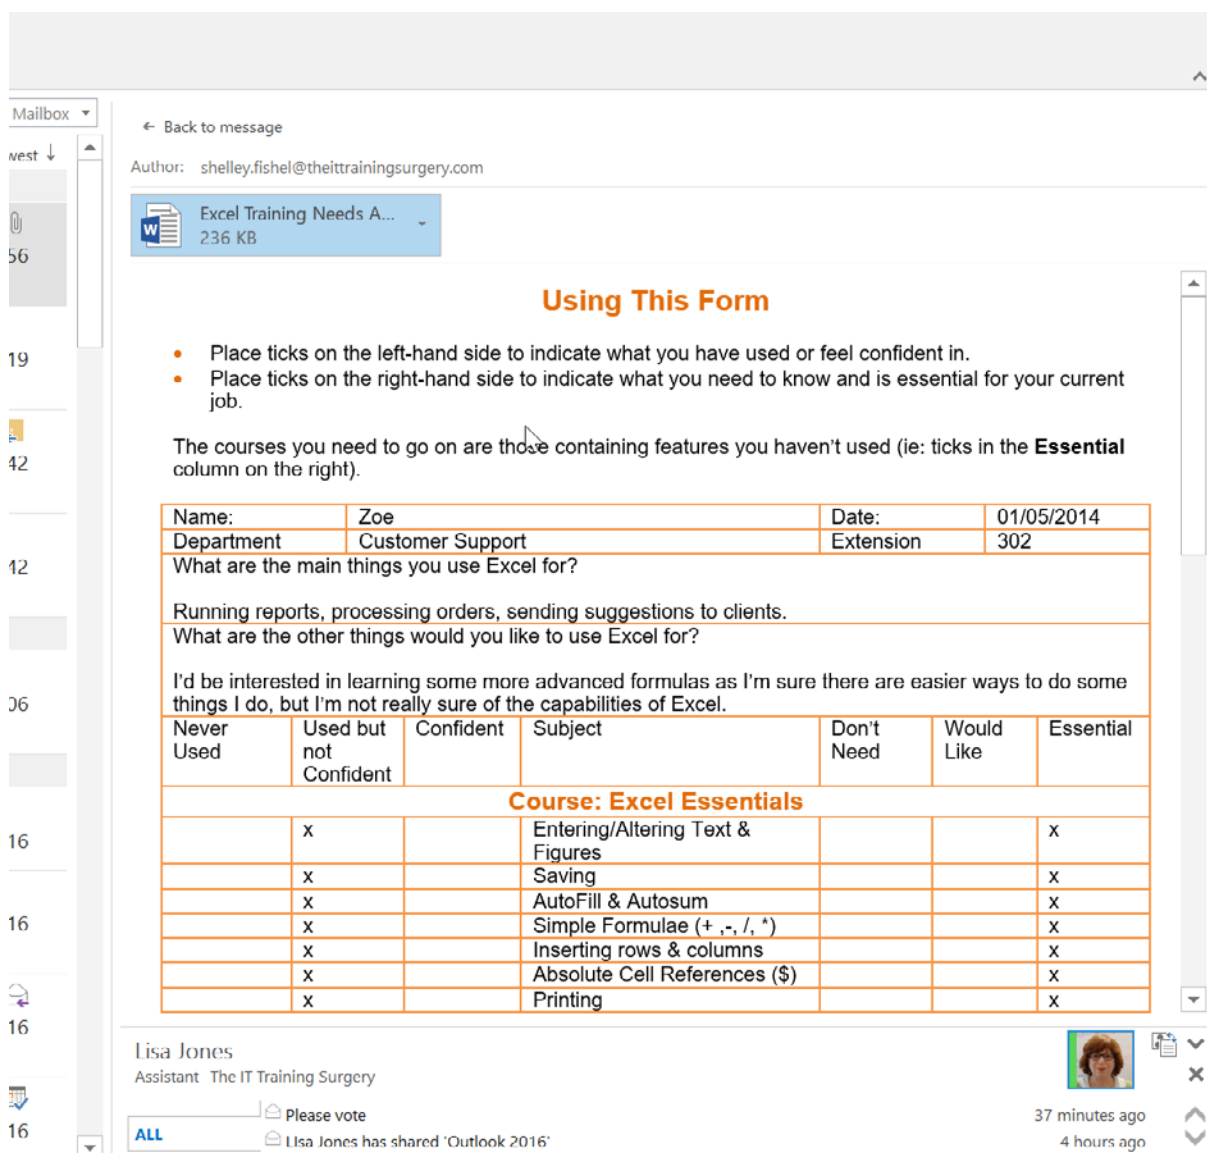 Mailbox
← Back to message
west ↓
Author: shelley.fishel@theittrainingsurgery.com
Excel Training Needs A...
236 KB
56
Using This Form
• Place ticks on the left-hand side to indicate what you have used or feel confident in.
19
• Place ticks on the right-hand side to indicate what you need to know and is essential for your current
job.
The courses you need to go on are those containing features you haven't used (ie: ticks in the Essential
column on the right).
42
Name: Zoe Date: 01/05/2014
Department Customer Support Extension 302
What are the main things you use Excel for?
42
Running reports, processing orders, sending suggestions to clients.
What are the other things would you like to use Excel for?
I'd be interested in learning some more advanced formulas as I'm sure there are easier ways to do some
things I do, but I'm not really sure of the capabilities of Excel.
06
Never Used but Confident Subject Don't Would Essential
Used not Need Like
Confident
Course: Excel Essentials
x Entering/Altering Text & x
Figures
16
x Saving x
x AutoFill & Autosum x
x Simple Formulae (+ ,-, /, *) x
16
x Inserting rows & columns x
x Absolute Cell References ($) x
x Printing x
16
Lisa Jones
Assistant The IT Training Surgery
Please vote 37 minutes ago
16
ALL
Lisa Jones has shared 'Outlook 2016' 4 hours ago